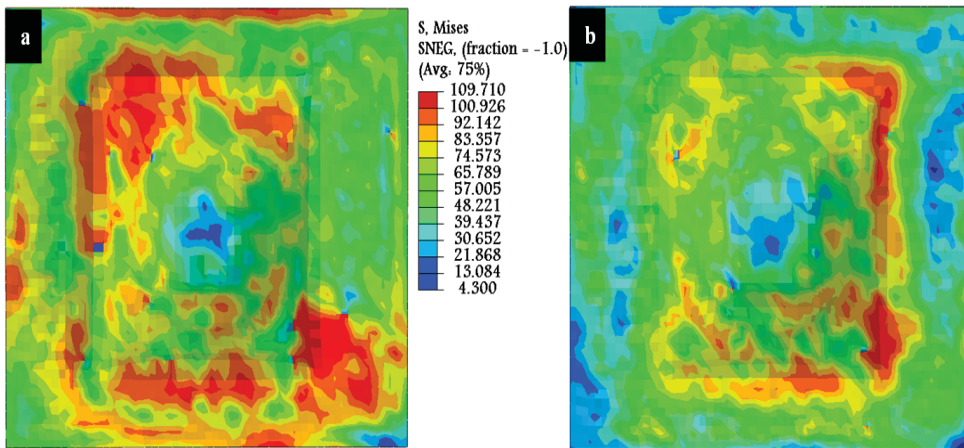 a
S, Mises
SNEG, (fraction = -1.0)
(Avg: 75%)
109.710
100.926
92.142
83.357
74.573
65.789
57.005
48.221
39.437
30.652
21.868
13.084
4.300
b